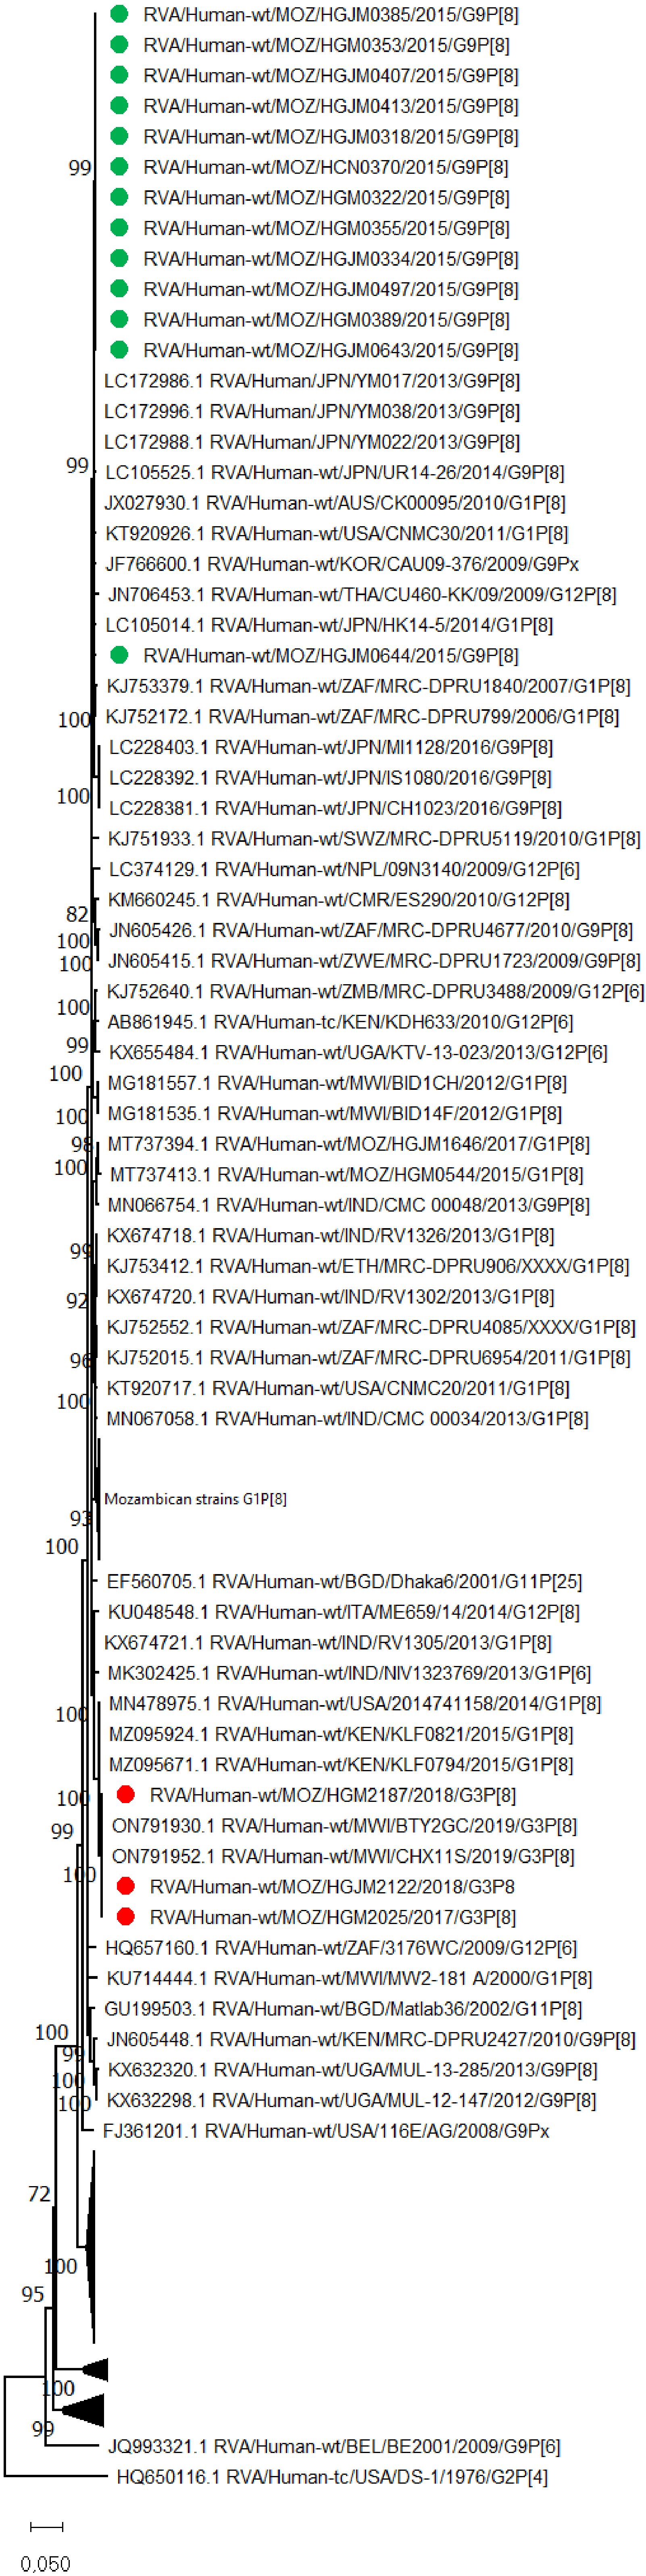 RVA/Human-wt/MOZ/HGJM0385/2015/G9P[8]
RVA/Human-wt/MOZ/HGM0353/2015/G9P[8]
RVA/Human-wt/MOZ/HGJM0407/2015/G9P[8]
RVA/Human-wt/MOZ/HGJM0413/2015/G9P[8]
RVA/Human-wt/MOZ/HGJM0318/2015/G9P[8]
99 RVA/Human-wt/MOZ/HCN0370/2015/G9P[8]
RVA/Human-wt/MOZ/HGM0322/2015/G9P[8]
RVA/Human-wt/MOZ/HGM0355/2015/G9P[8]
RVA/Human-wt/MOZ/HGJM0334/2015/G9P[8]
RVA/Human-wt/MOZ/HGJM0497/2015/G9P[8]
RVA/Human-wt/MOZ/HGM0389/2015/G9P[8]
RVA/Human-wt/MOZ/HGJM0643/2015/G9P[8]
LC172986.1 RVA/Human/JPN/YM017/2013/G9P[8]
LC172996.1 RVA/Human/JPN/YM038/2013/G9P[8]
LC172988.1 RVA/Human/JPN/YM022/2013/G9P[8]
99 LC105525.1 RVA/Human-wt/JPN/UR14-26/2014/G9P[8]
JX027930.1 RVA/Human-wt/AUS/CK00095/2010/G1P[8]
KT920926.1 RVA/Human-wt/USA/CNMC30/2011/G1P[8]
JF766600.1 RVA/Human-wt/KOR/CAU09-376/2009/G9Px
JN706453.1 RVA/Human-wt/THA/CU460-KK/09/2009/G12P[8]
LC105014.1 RVA/Human-wt/JPN/HK14-5/2014/G1P[8]
RVA/Human-wt/MOZ/HGJM0644/2015/G9P[8]
KJ753379.1 RVA/Human-wt/ZAF/MRC-DPRU1840/2007/G1P[8]
100 KJ752172.1 RVA/Human-wt/ZAF/MRC-DPRU799/2006/G1P[8]
LC228403.1 RVA/Human-wt/JPN/MI1128/2016/G9P[8]
LC228392.1 RVA/Human-wt/JPN/IS1080/2016/G9P[8]
100
LC228381.1 RVA/Human-wt/JPN/CH1023/2016/G9P[8]
KJ751933.1 RVA/Human-wt/SWZ/MRC-DPRU5119/2010/G1P[8]
LC374129.1 RVA/Human-wt/NPL/09N3140/2009/G12P[6]
KM660245.1 RVA/Human-wt/CMR/ES290/2010/G12P[8]
82
JN605426.1 RVA/Human-wt/ZAF/MRC-DPRU4677/2010/G9P[8]
100
100 JN605415.1 RVA/Human-wt/ZWE/MRC-DPRU1723/2009/G9P[8]
KJ752640.1 RVA/Human-wt/ZMB/MRC-DPRU3488/2009/G12P[6]
100
AB861945.1 RVA/Human-tc/KEN/KDH633/2010/G12P[6]
99 KX655484.1 RVA/Human-wt/UGA/KTV-13-023/2013/G12P[6]
100
MG181557.1 RVA/Human-wt/MWI/BID1CH/2012/G1P[8]
100 MG181535.1 RVA/Human-wt/MWI/BID14F/2012/G1P[8]
98 MT737394.1 RVA/Human-wt/MOZ/HGJM1646/2017/G1P[8]
100 MT737413.1 RVA/Human-wt/MOZ/HGM0544/2015/G1P[8]
MN066754.1 RVA/Human-wt/IND/CMC 00048/2013/G9P[8]
KX674718.1 RVA/Human-wt/IND/RV1326/2013/G1P[8]
99
KJ753412.1 RVA/Human-wt/ETH/MRC-DPRU906/XXXX/G1P[8]
92 KX674720.1 RVA/Human-wt/IND/RV1302/2013/G1P[8]
KJ752552.1 RVA/Human-wt/ZAF/MRC-DPRU4085/XXXX/G1P[8]
96 KJ752015.1 RVA/Human-wt/ZAF/MRC-DPRU6954/2011/G1P[8]
KT920717.1 RVA/Human-wt/USA/CNMC20/2011/G1P[8]
100
MN067058.1 RVA/Human-wt/IND/CMC 00034/2013/G1P[8]
Mozambican strains G1P[8]
93
100
EF560705.1 RVA/Human-wt/BGD/Dhaka6/2001/G11P[25]
KU048548.1 RVA/Human-wt/ITA/ME659/14/2014/G12P[8]
KX674721.1 RVA/Human-wt/IND/RV1305/2013/G1P[8]
MK302425.1 RVA/Human-wt/IND/NIV1323769/2013/G1P[6]
MN478975.1 RVA/Human-wt/USA/2014741158/2014/G1P[8]
100
MZ095924.1 RVA/Human-wt/KEN/KLF0821/2015/G1P[8]
MZ095671.1 RVA/Human-wt/KEN/KLF0794/2015/G1P[8]
100 RVA/Human-wt/MOZ/HGM2187/2018/G3P[8]
ON791930.1 RVA/Human-wt/MWI/BTY2GC/2019/G3P[8]
99
ON791952.1 RVA/Human-wt/MWI/CHX11S/2019/G3P[8]
100
RVA/Human-wt/MOZ/HGJM2122/2018/G3P8
RVA/Human-wt/MOZ/HGM2025/2017/G3P[8]
HQ657160.1 RVA/Human-wt/ZAF/3176WC/2009/G12P[6]
KU714444.1 RVA/Human-wt/MWI/MW2-181 A/2000/G1P[8]
GU199503.1 RVA/Human-wt/BGD/Matlab36/2002/G11P[8]
100 JN605448.1 RVA/Human-wt/KEN/MRC-DPRU2427/2010/G9P[8]
99
KX632320.1 RVA/Human-wt/UGA/MUL-13-285/2013/G9P[8]
100
100 KX632298.1 RVA/Human-wt/UGA/MUL-12-147/2012/G9P[8]
FJ361201.1 RVA/Human-wt/USA/116E/AG/2008/G9Px
72
100
95
100
99
JQ993321.1 RVA/Human-wt/BEL/BE2001/2009/G9P[6]
HQ650116.1 RVA/Human-tc/USA/DS-1/1976/G2P[4]
0,050